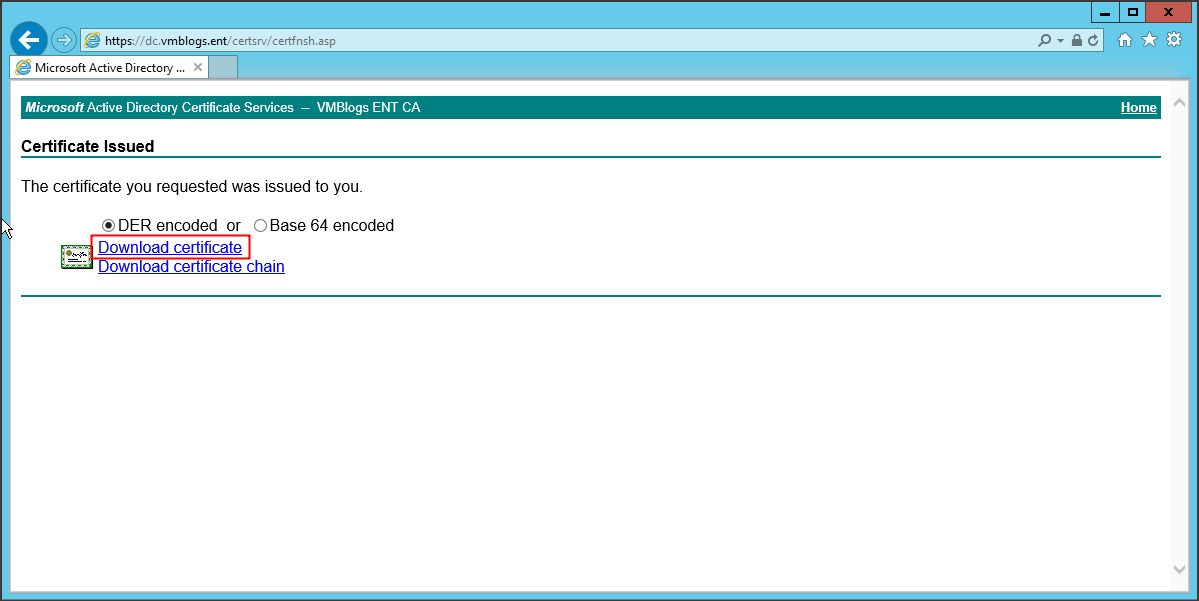 https://dc.vmblogs.ent/certsrv/certfnsh.asp
Microsoft Active Directory ...
Microsoft Active Directory Certificate Services -- VMBlogs ENT CA Home
Certificate Issued
The certificate you requested was issued to you.
DER encoded or Base 64 encoded
Download certificate
Download certificate chain